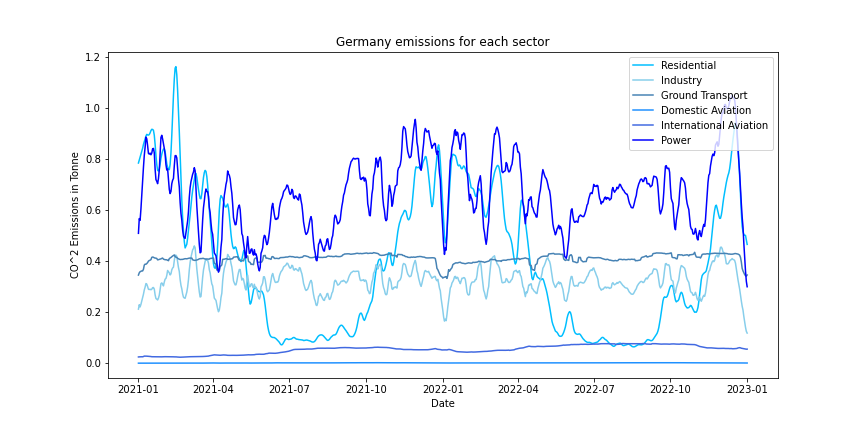 Germany emissions for each sector
1.2
1.0
0.8
0.6
0.4
0.2
0.0
CO^2 Emissions in Tonne
Residential
Industry
Ground Transport
Domestic Aviation
International Aviation
Power
2021-01 2021-04 2021-07 2021-10 2022-01 2022-04 2022-07 2022-10 2023-01
Date